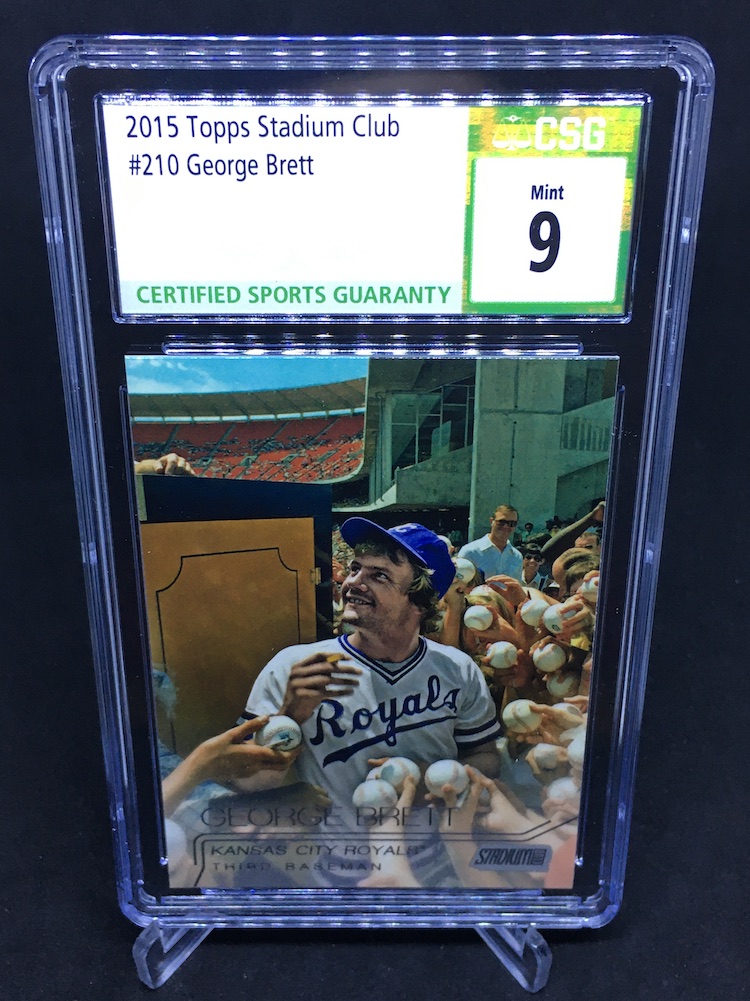 2015 Topps Stadium Club
#210 George Brett
CSG
Mint
9
CERTIFIED SPORTS GUARANTY
Royals
GEORGE BRETT
KANSAS CITY ROYALS™
THIRD BASEMAN
STADIUM